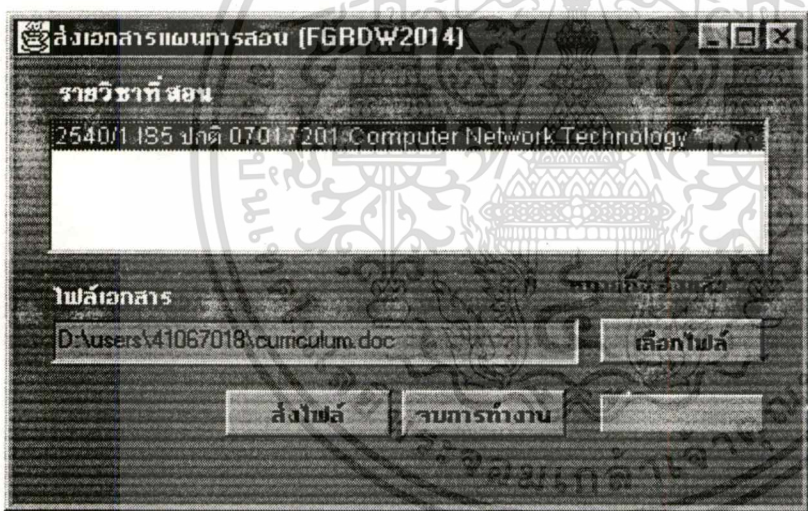 ส่งเอกสารแผนการสอน (FGRDW2014)
รายวิชาที่สอน
2540/1 ปกติ 07017201 Computer Network Technology *
ไฟล์เอกสาร
D:\users\41067018\curriculum.doc
เลือกไฟล์
ส่งไฟล์
จบการทำงาน